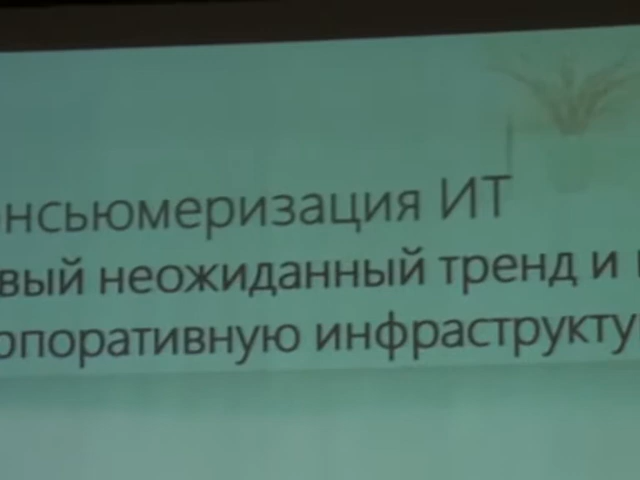 нсьюмеризация ИТ
вый неожиданный тренд и
рпоративную инфраструкту